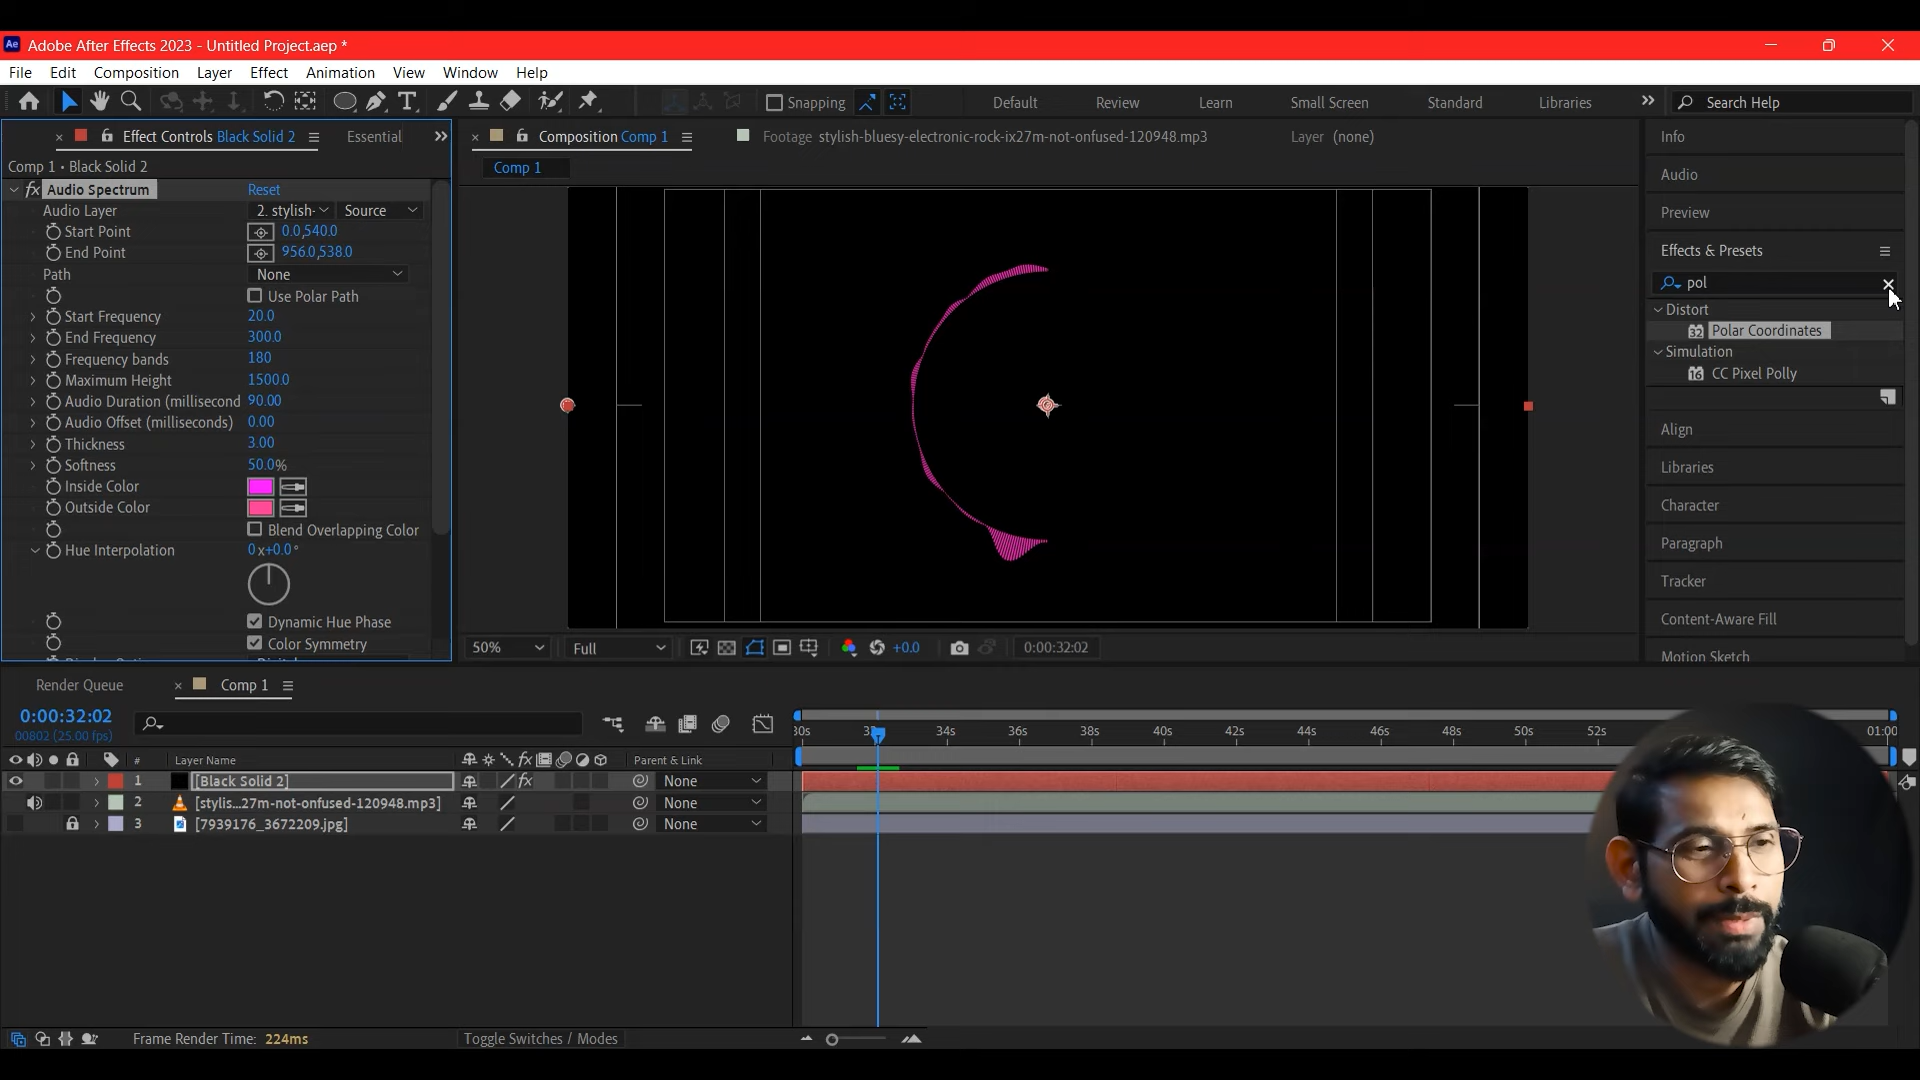 Ae Adobe After Effects 2023 - Untitled Project.aep *
File Edit Composition Layer Effect Animation View Window Help
Snapping Default Review Learn Small Screen Standard Libraries Search Help
Effect Controls Black Solid 2 Essential
Comp 1 • Black Solid 2
fx Audio Spectrum Reset
Audio Layer 2. stylish- Source
Start Point 0.0,540.0
End Point 956.0,538.0
Path None
Use Polar Path
Start Frequency 20.0
End Frequency 300.0
Frequency bands 180
Maximum Height 1500.0
Audio Duration (millisecond 90.00
Audio Offset (milliseconds) 0.00
Thickness 3.00
Softness 50.0%
Inside Color
Outside Color
Blend Overlapping Color
Hue Interpolation 0x+0.0°
Dynamic Hue Phase
Color Symmetry
Composition Comp 1 Footage stylish-bluesy-electronic-rock-ix27m-not-onfused-120948.mp3 Layer (none)
Comp 1
50% Full +0.0 0:00:32:02
Info
Audio
Preview
Effects & Presets
pol
Distort
32 Polar Coordinates
Simulation
16 CC Pixel Polly
Align
Libraries
Character
Paragraph
Tracker
Content-Aware Fill
Motion Sketch
Render Queue Comp 1
0:00:32:02
00802 (25.00 fps)
34s 36s 38s 40s 42s 44s 46s 48s 50s 52s 01:00
# Layer Name fx Parent & Link
1 [Black Solid 2] fx None
2 [stylis...27m-not-onfused-120948.mp3] None
3 [7939176_3672209.jpg] None
Frame Render Time: 224ms Toggle Switches / Modes